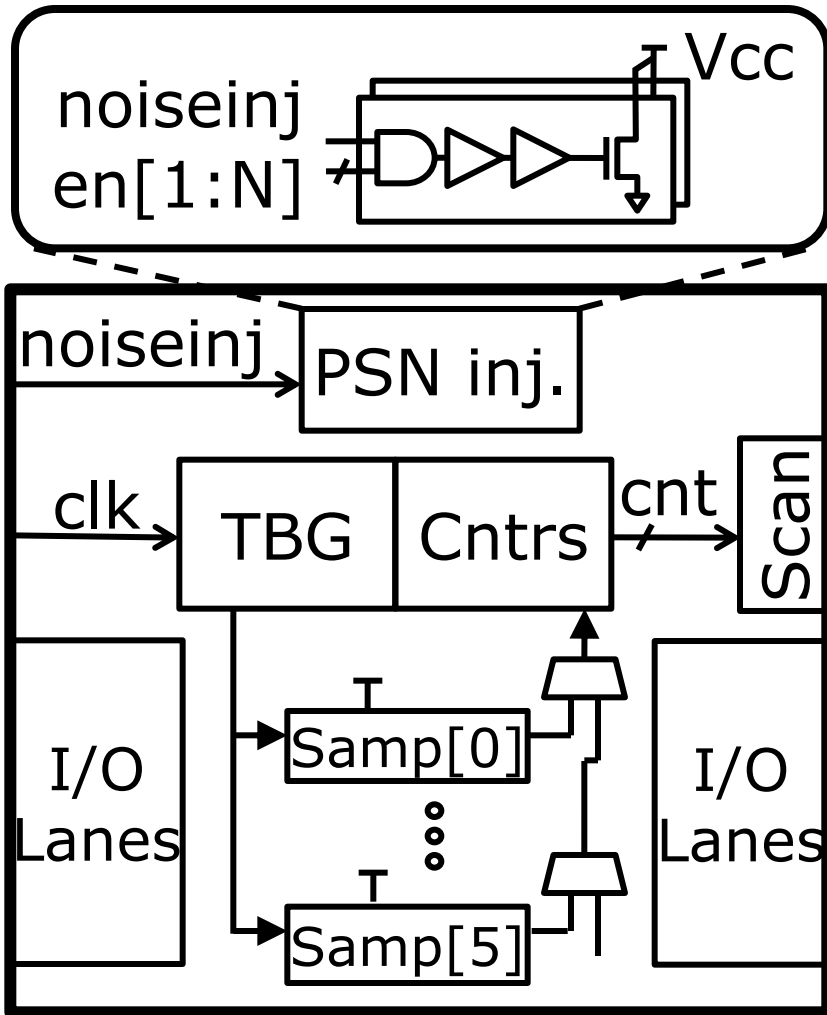 Vcc
noiseinj
en[1:N]
noiseinj
PSN inj.
clk
TBG
Cntrs
cnt
Scan
I/O
Lanes
Samp[0]
Samp[5]
I/O
Lanes